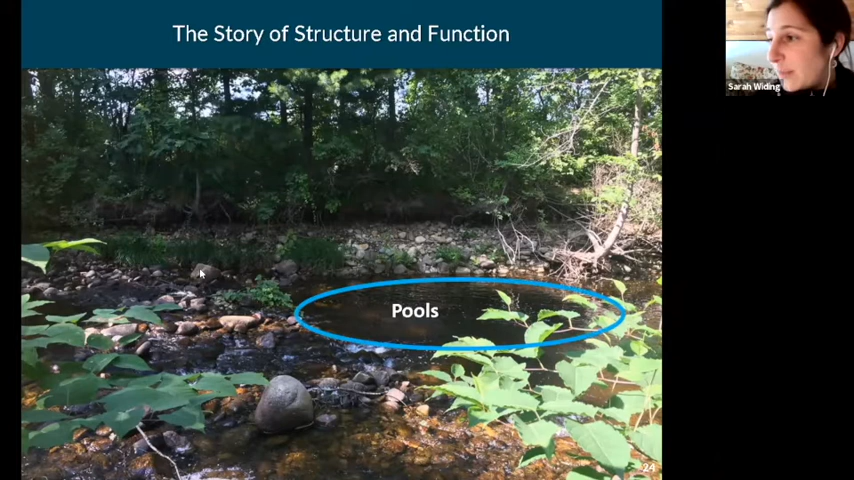 The Story of Structure and Function
Sarah Widing
Pools
24